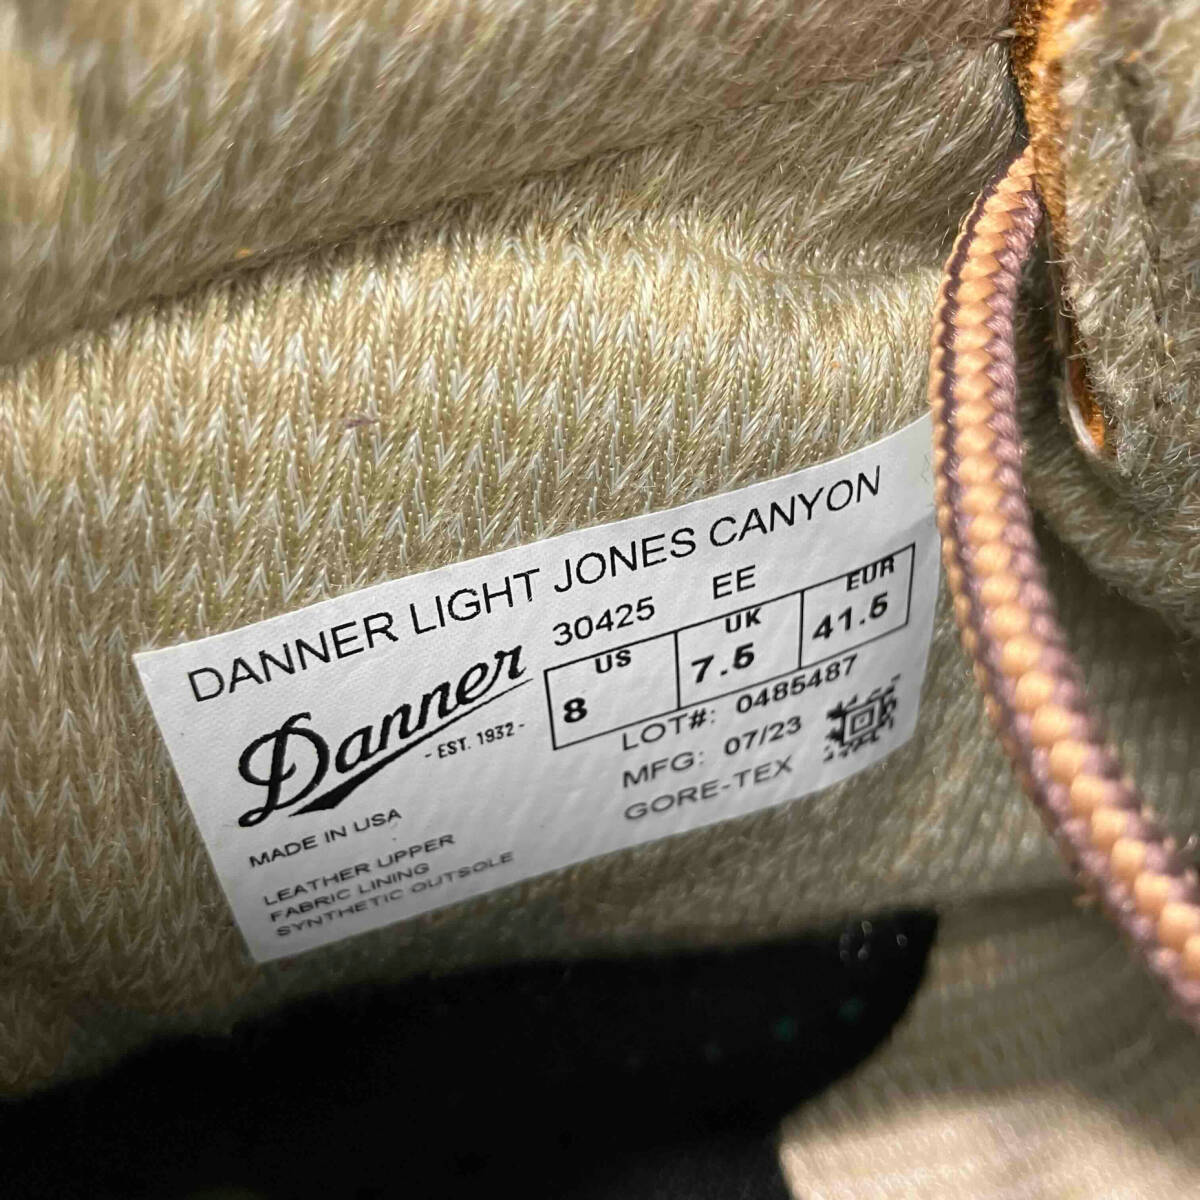 DANNER LIGHT JONES CANYON
30425 EE
Danner
- EST. 1932 -
US UK EUR
8 7.5 41.5
LOT#: 0485487
MFG: 07/23
GORE-TEX
MADE IN USA
LEATHER UPPER
FABRIC LINING
SYNTHETIC OUTSOLE